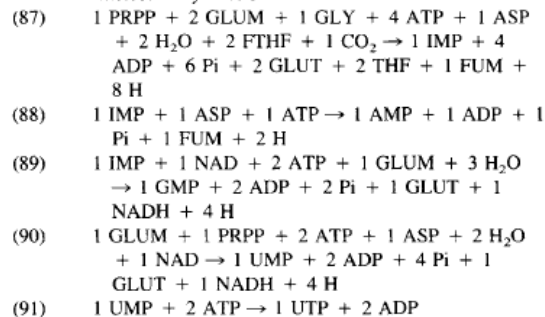 (87) 1 PRPP + 2 GLUM + 1 GLY + 4 ATP + 1 ASP
+ 2 H₂O + 2 FTHF + 1 CO₂ → 1 IMP + 4
ADP + 6 Pi + 2 GLUT + 2 THF + 1 FUM +
8 H
(88) 1 IMP + 1 ASP + 1 ATP → 1 AMP + 1 ADP + 1
Pi + 1 FUM + 2 H
(89) 1 IMP + 1 NAD + 2 ATP + 1 GLUM + 3 H₂O
→ 1 GMP + 2 ADP + 2 Pi + 1 GLUT + 1
NADH + 4 H
(90) 1 GLUM + 1 PRPP + 2 ATP + 1 ASP + 2 H₂O
+ 1 NAD → 1 UMP + 2 ADP + 4 Pi + 1
GLUT + 1 NADH + 4 H
(91) 1 UMP + 2 ATP → 1 UTP + 2 ADP